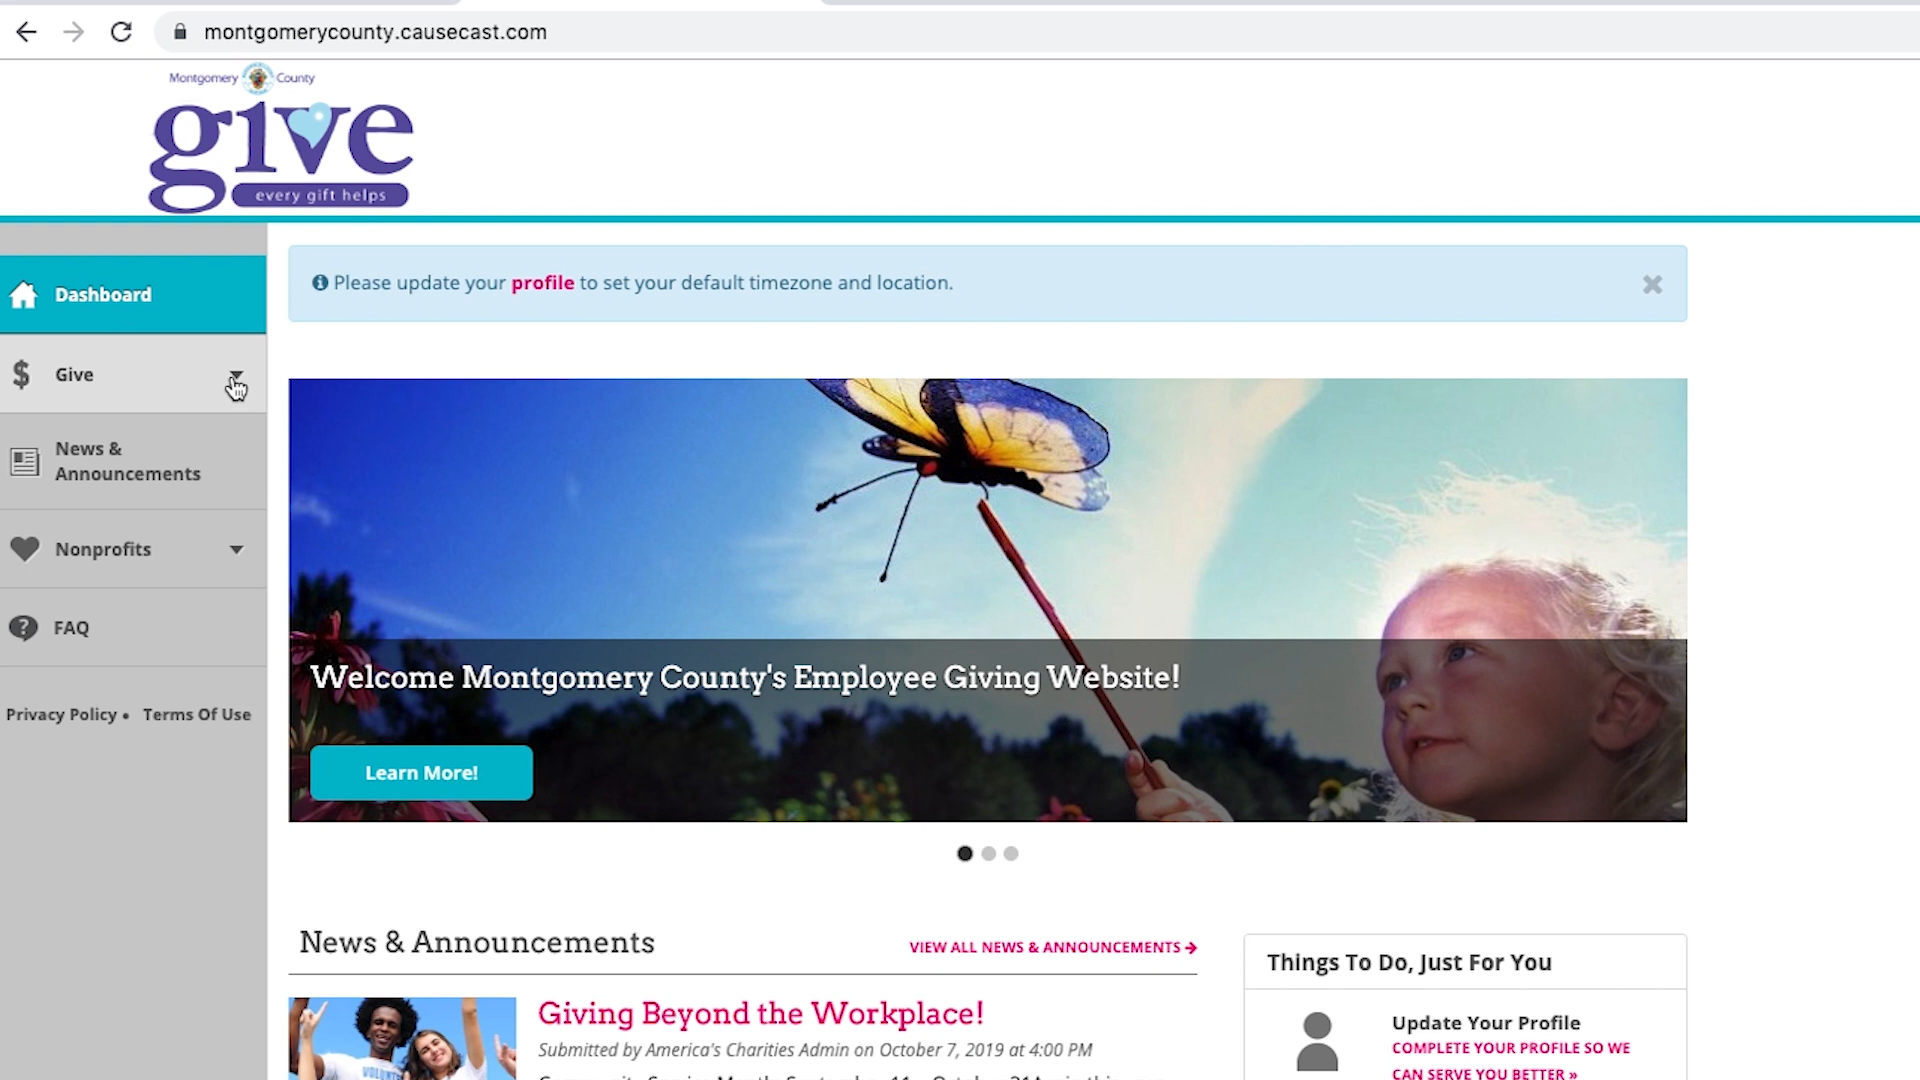 montgomerycounty.causecast.com
Montgomery County
give
every gift helps
Dashboard
Give
News &
Announcements
Nonprofits
FAQ
Privacy Policy • Terms Of Use
Please update your profile to set your default timezone and location.
Welcome Montgomery County's Employee Giving Website!
Learn More!
News & Announcements
VIEW ALL NEWS & ANNOUNCEMENTS →
Giving Beyond the Workplace!
Submitted by America's Charities Admin on October 7, 2019 at 4:00 PM
Things To Do, Just For You
Update Your Profile
COMPLETE YOUR PROFILE SO WE
CAN SERVE YOU BETTER »